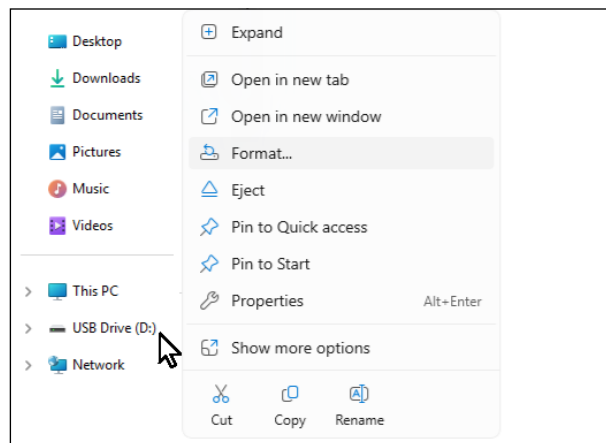 Desktop
Downloads
Documents
Pictures
Music
Videos
This PC
USB Drive (D:)
Network
Expand
Open in new tab
Open in new window
Format...
Eject
Pin to Quick access
Pin to Start
Properties Alt+Enter
Show more options
Cut Copy Rename